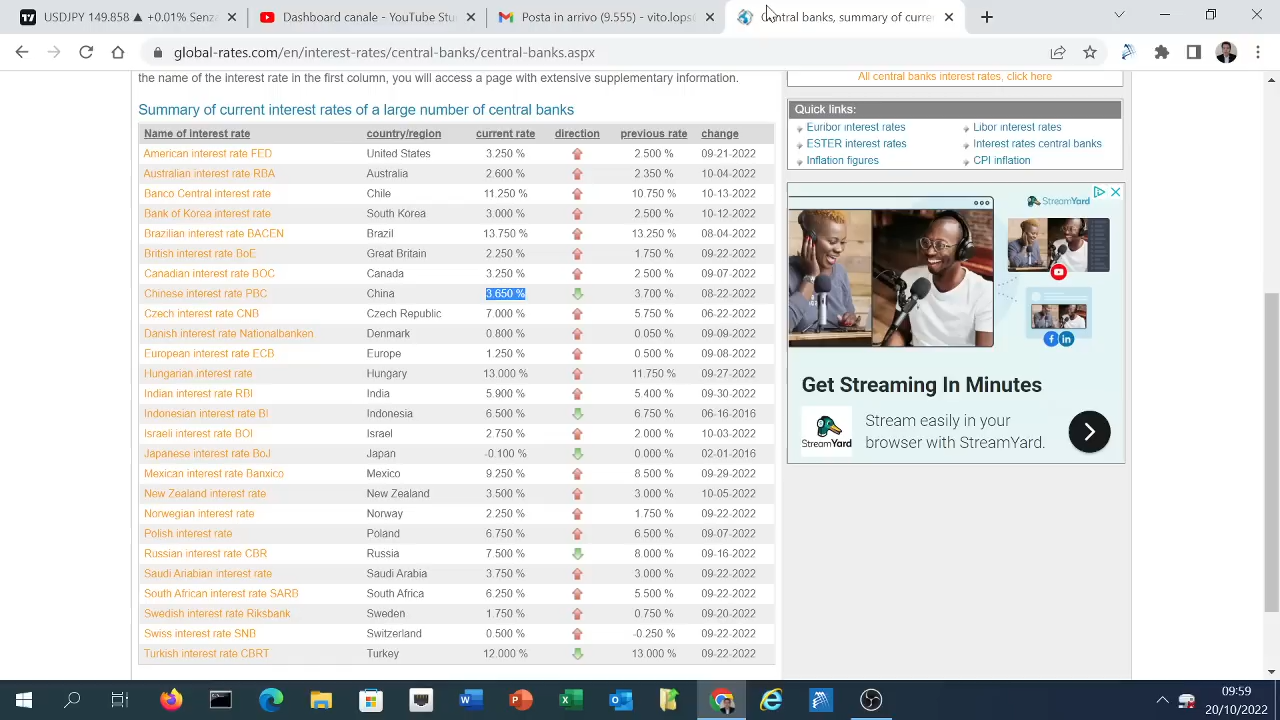 USDJPY 149.858 ▲ +0.01% Senz
DASHBOARD canale - YouTube Stu
Posta in arrivo (9.555) - vito.lops
Central banks, summary of curre
global-rates.com/en/interest-rates/central-banks/central-banks.aspx
the name of the interest rate in the first column, you will access a page with extensive supplementary information.
Summary of current interest rates of a large number of central banks
Name of interest rate country/region current rate direction previous rate change
American interest rate FED United States 3.250 % 2.500 % 09-21-2022
Australian interest rate RBA Australia 2.600 % 2.350 % 10-04-2022
Banco Central interest rate Chile 11.250 % 10.750 % 10-13-2022
Bank of Korea interest rate South Korea 3.000 % 2.500 % 10-12-2022
Brazilian interest rate BACEN Brazil 13.750 % 13.250 % 08-04-2022
British interest rate BoE Great Britain 2.250 % 1.750 % 09-22-2022
Canadian interest rate BOC Canada 3.250 % 2.500 % 09-07-2022
Chinese interest rate PBC China 3.650 % 3.700 % 08-22-2022
Czech interest rate CNB Czech Republic 7.000 % 5.750 % 06-22-2022
Danish interest rate Nationalbanken Denmark 0.800 % 0.100 % 09-09-2022
European interest rate ECB Europe 1.250 % 0.500 % 09-08-2022
Hungarian interest rate Hungary 13.000 % 11.750 % 09-27-2022
Indian interest rate RBI India 5.900 % 5.400 % 09-30-2022
Indonesian interest rate BI Indonesia 6.500 % 6.750 % 06-16-2016
Israeli interest rate BOI Israel 2.750 % 2.000 % 10-03-2022
Japanese interest rate BoJ Japan -0.100 % 0.000 % 02-01-2016
Mexican interest rate Banxico Mexico 9.250 % 8.500 % 09-29-2022
New Zealand interest rate New Zealand 3.500 % 3.000 % 10-05-2022
Norwegian interest rate Norway 2.250 % 1.750 % 09-22-2022
Polish interest rate Poland 6.750 % 6.500 % 09-07-2022
Russian interest rate CBR Russia 7.500 % 8.000 % 09-16-2022
Saudi Ariabian interest rate Saudi Arabia 3.750 % 3.000 % 09-22-2022
South African interest rate SARB South Africa 6.250 % 5.500 % 09-22-2022
Swedish interest rate Riksbank Sweden 1.750 % 0.750 % 09-20-2022
Swiss interest rate SNB Switzerland 0.500 % -0.250 % 09-22-2022
Turkish interest rate CBRT Turkey 12.000 % 13.000 % 09-22-2022
All central banks interest rates, click here
Quick links:
Euribor interest rates Libor interest rates
ESTER interest rates Interest rates central banks
Inflation figures CPI inflation
StreamYard
Get Streaming In Minutes
Stream easily in your
browser with StreamYard.
StreamYard
09:59
20/10/2022